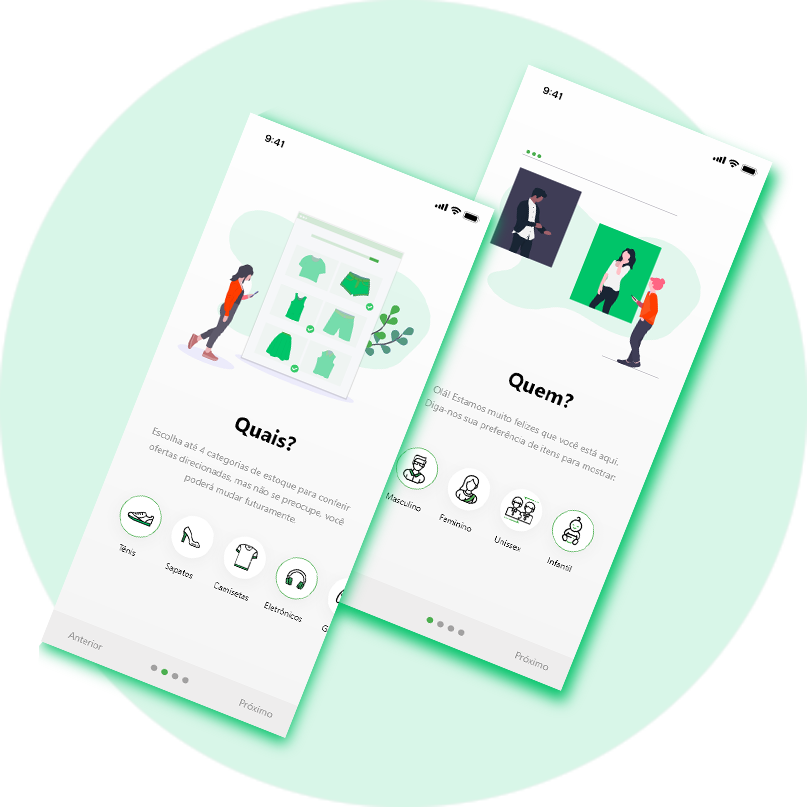 9:41
Quais?
Escolha até 4 categorias de estoque para conferir
ofertas direcionadas, mas não se preocupe, você
poderá mudar futuramente.
Tênis
Sapatos
Camisetas
Eletrônicos
G
Anterior
Próximo
9:41
Quem?
Olá! Estamos muito felizes que você está aqui.
Diga-nos sua preferência de itens para mostrar:
Masculino
Feminino
Unissex
Infantil
Próximo